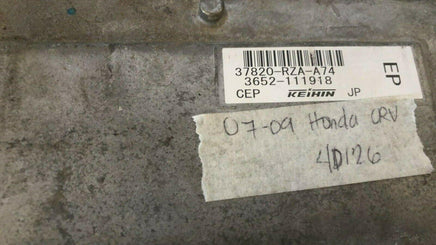 37820-RZA-A74
3652-111918
CEP KEIHIN JP
EP
07-09 Honda CRV
4D126